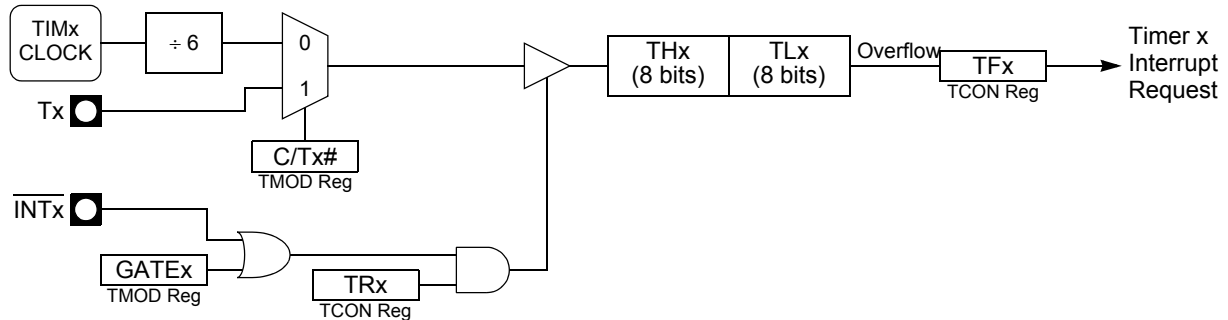 TIMx
CLOCK
÷ 6
0
1
Tx
C/Tx#
TMOD Reg
THx
(8 bits)
TLx
(8 bits)
Overflow
TFx
TCON Reg
Timer x
Interrupt
Request
INTx
GATEx
TMOD Reg
TRx
TCON Reg